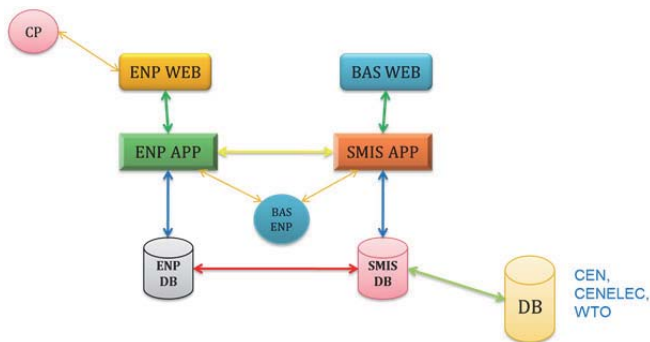 CP
ENP WEB
BAS WEB
ENP APP
SMIS APP
BAS
ENP
ENP
DB
SMIS
DB
DB
CEN,
CENELEC,
WTO